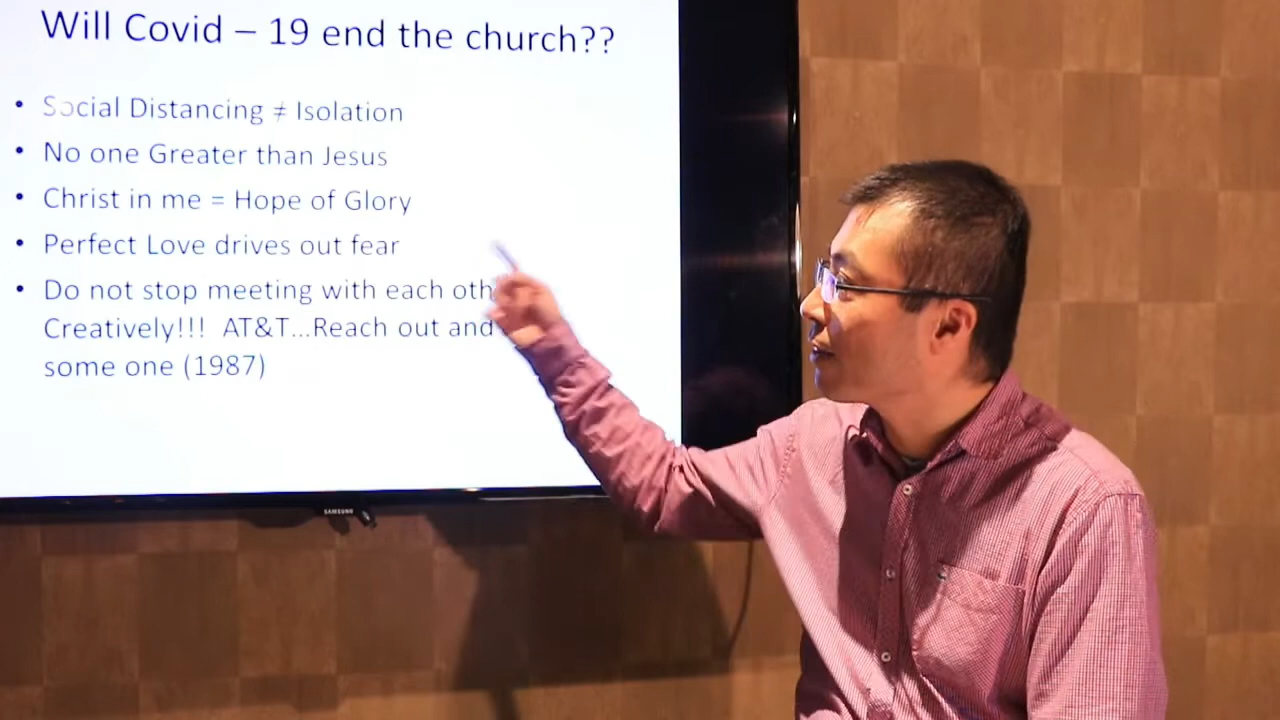 Will Covid – 19 end the church??
• Social Distancing ≠ Isolation
• No one Greater than Jesus
• Christ in me = Hope of Glory
• Perfect Love drives out fear
• Do not stop meeting with each oth
Creatively!!! AT&T...Reach out and
some one (1987)
SAMSUNG